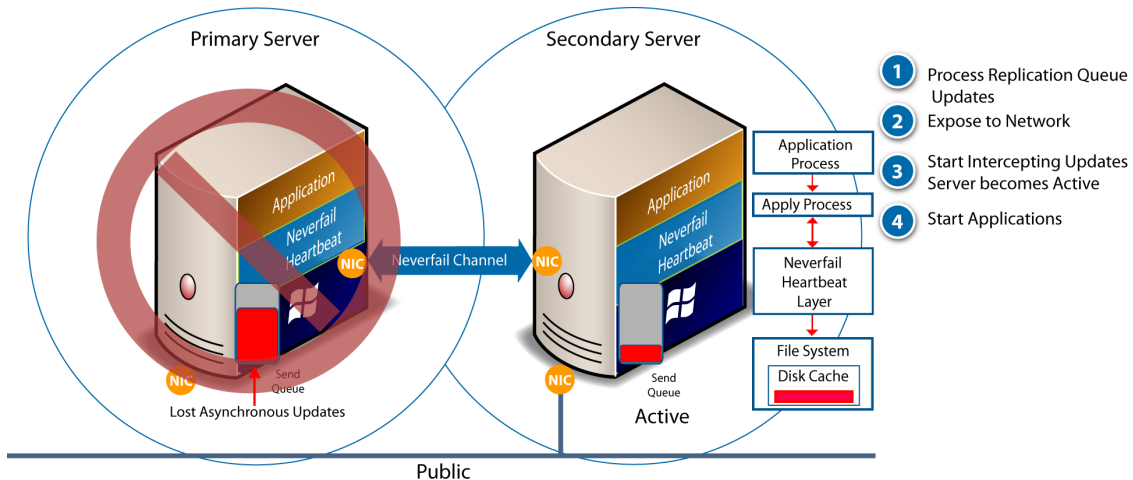 Primary Server
Application
Neverfail
Heartbeat
NIC
NIC
Send
Queue
Lost Asynchronous Updates
Neverfail Channel
Secondary Server
Application
Neverfail
Heartbeat
NIC
NIC
Send
Queue
Active
Application
Process
Apply Process
Neverfail
Heartbeat
Layer
File System
Disk Cache
1 Process Replication Queue
Updates
2 Expose to Network
3 Start Intercepting Updates
Server becomes Active
4 Start Applications
Public